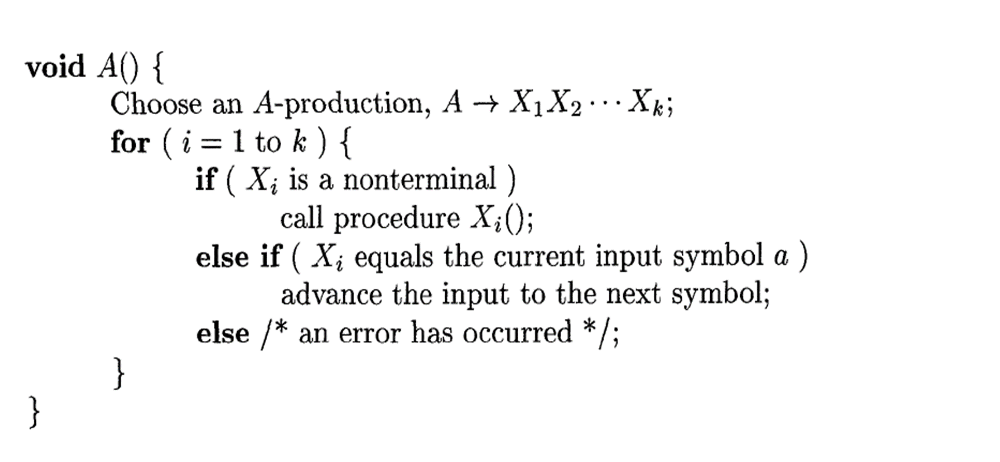 void A() {
Choose an A-production, A → X₁X₂ ⋯ Xₖ;
for ( i = 1 to k ) {
if ( Xᵢ is a nonterminal )
call procedure Xᵢ();
else if ( Xᵢ equals the current input symbol a )
advance the input to the next symbol;
else /* an error has occurred */;
}
}